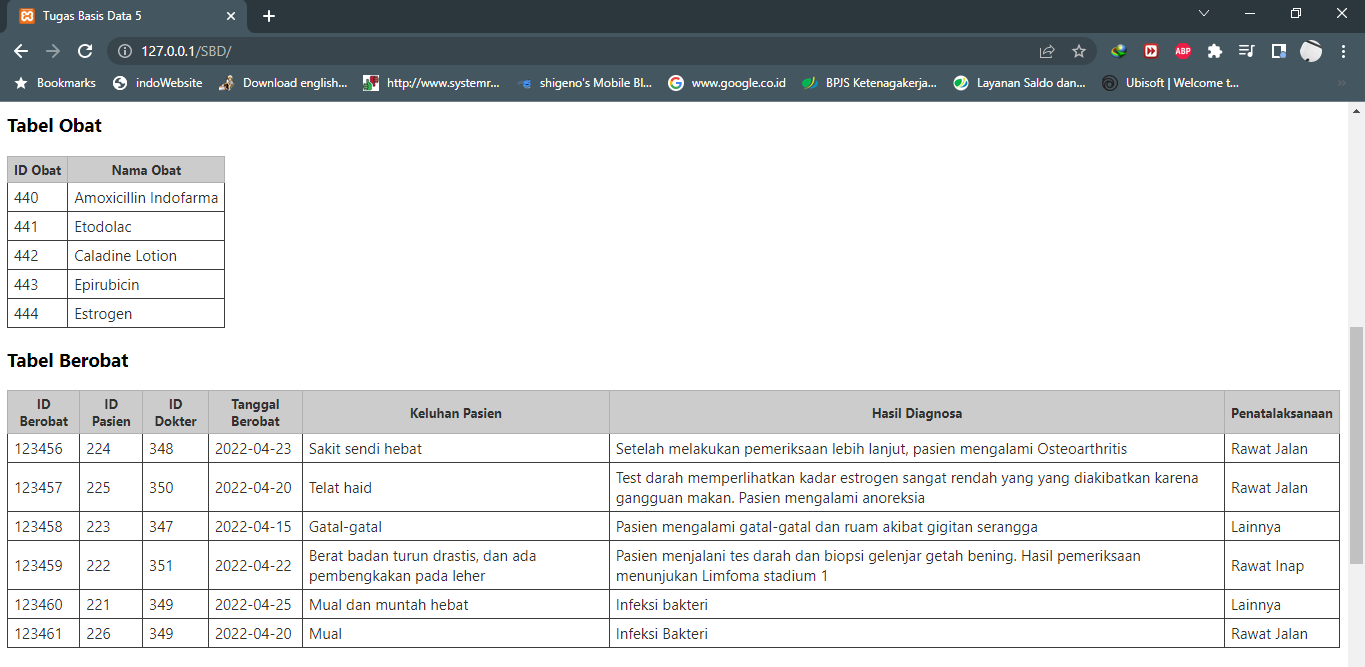 Tugas Basis Data 5
127.0.0.1/SBD/
ABP
Bookmarks indoWebsite Download english... http://www.systemr... shigeno's Mobile Bl... www.google.co.id BPJS Ketenagakerja... Layanan Saldo dan... Ubisoft | Welcome t...
Tabel Obat
ID Obat Nama Obat
440 Amoxicillin Indofarma
441 Etodolac
442 Caladine Lotion
443 Epirubicin
444 Estrogen
Tabel Berobat
ID Berobat ID Pasien ID Dokter Tanggal Berobat Keluhan Pasien Hasil Diagnosa Penatalaksanaan
123456 224 348 2022-04-23 Sakit sendi hebat Setelah melakukan pemeriksaan lebih lanjut, pasien mengalami Osteoarthritis Rawat Jalan
123457 225 350 2022-04-20 Telat haid Test darah memperlihatkan kadar estrogen sangat rendah yang yang diakibatkan karena gangguan makan. Pasien mengalami anoreksia Rawat Jalan
123458 223 347 2022-04-15 Gatal-gatal Pasien mengalami gatal-gatal dan ruam akibat gigitan serangga Lainnya
123459 222 351 2022-04-22 Berat badan turun drastis, dan ada pembengkakan pada leher Pasien menjalani tes darah dan biopsi gelenjar getah bening. Hasil pemeriksaan menunjukan Limfoma stadium 1 Rawat Inap
123460 221 349 2022-04-25 Mual dan muntah hebat Infeksi bakteri Lainnya
123461 226 349 2022-04-20 Mual Infeksi Bakteri Rawat Jalan